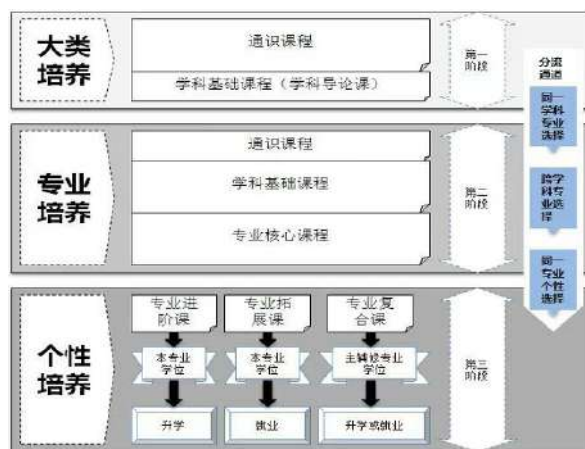 大类
培养
通识课程
学科基础课程（学科导论课）
第一
阶段
分流
通道
同一
学科
专业
选择
专业
培养
通识课程
学科基础课程
专业核心课程
第二
阶段
跨学
科专
业选
择
同一
专业
个性
选择
个性
培养
专业进
阶课
专业拓
展课
专业复
合课
本专业
学位
本专业
学位
主辅修专业
学位
升学
就业
升学或就业
第三
阶段